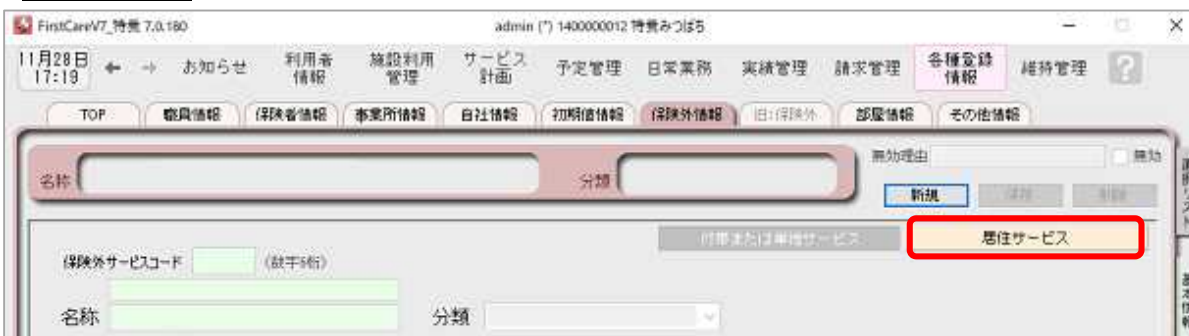 FirstCareV7_特養 7.0.180
admin (*) 1400000012 特養みつばち
11月28日
17:19
お知らせ
利用者
情報
施設利用
管理
サービス
計画
予定管理
日常業務
実績管理
請求管理
各種登録
情報
維持管理
?
TOP
職員情報
保険者情報
事業所情報
自社情報
初期値情報
保険外情報
旧:保険外
部屋情報
その他情報
名称
分類
無効理由
無効
新規
保存
削除
付帯または単独サービス
居住サービス
保険外サービスコード
(数字5桁)
名称
分類
選択リスト
基本情報